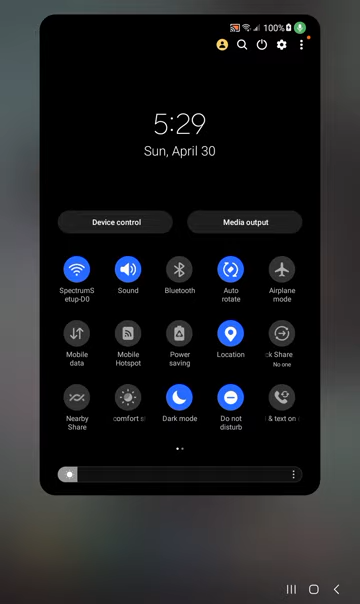 100%
5:29
Sun, April 30
Device control
Media output
SpectrumS
etup-D0
Sound
Bluetooth
Auto
rotate
Airplane
mode
Mobile
data
Mobile
Hotspot
Power
saving
Location
k Share
No one
Nearby
Share
comfort s
Dark mode
Do not
disturb
& text on